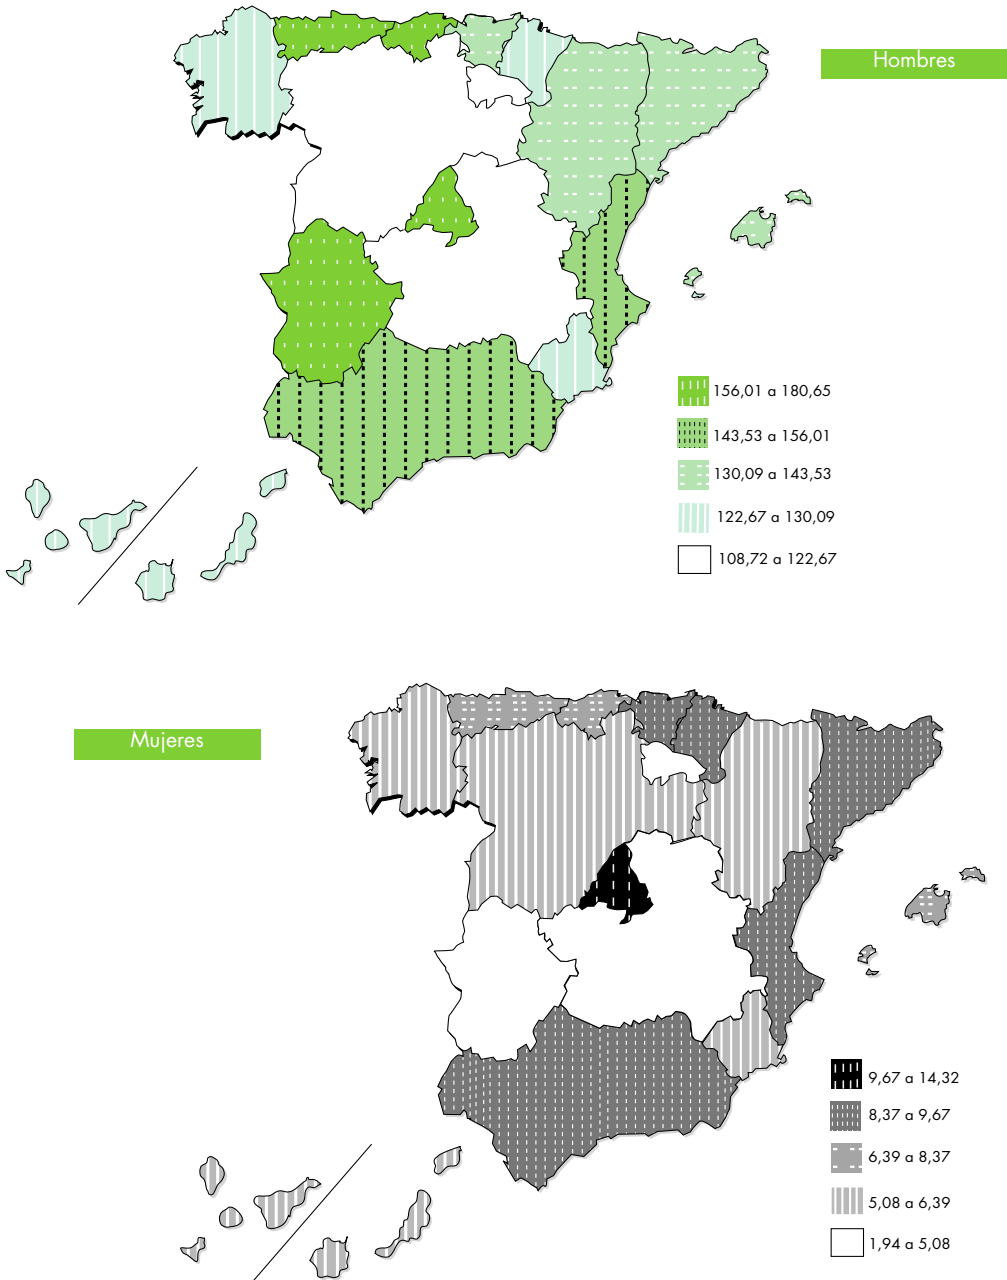 Hombres
156,01 a 180,65
143,53 a 156,01
130,09 a 143,53
122,67 a 130,09
108,72 a 122,67
Mujeres
9,67 a 14,32
8,37 a 9,67
6,39 a 8,37
5,08 a 6,39
1,94 a 5,08